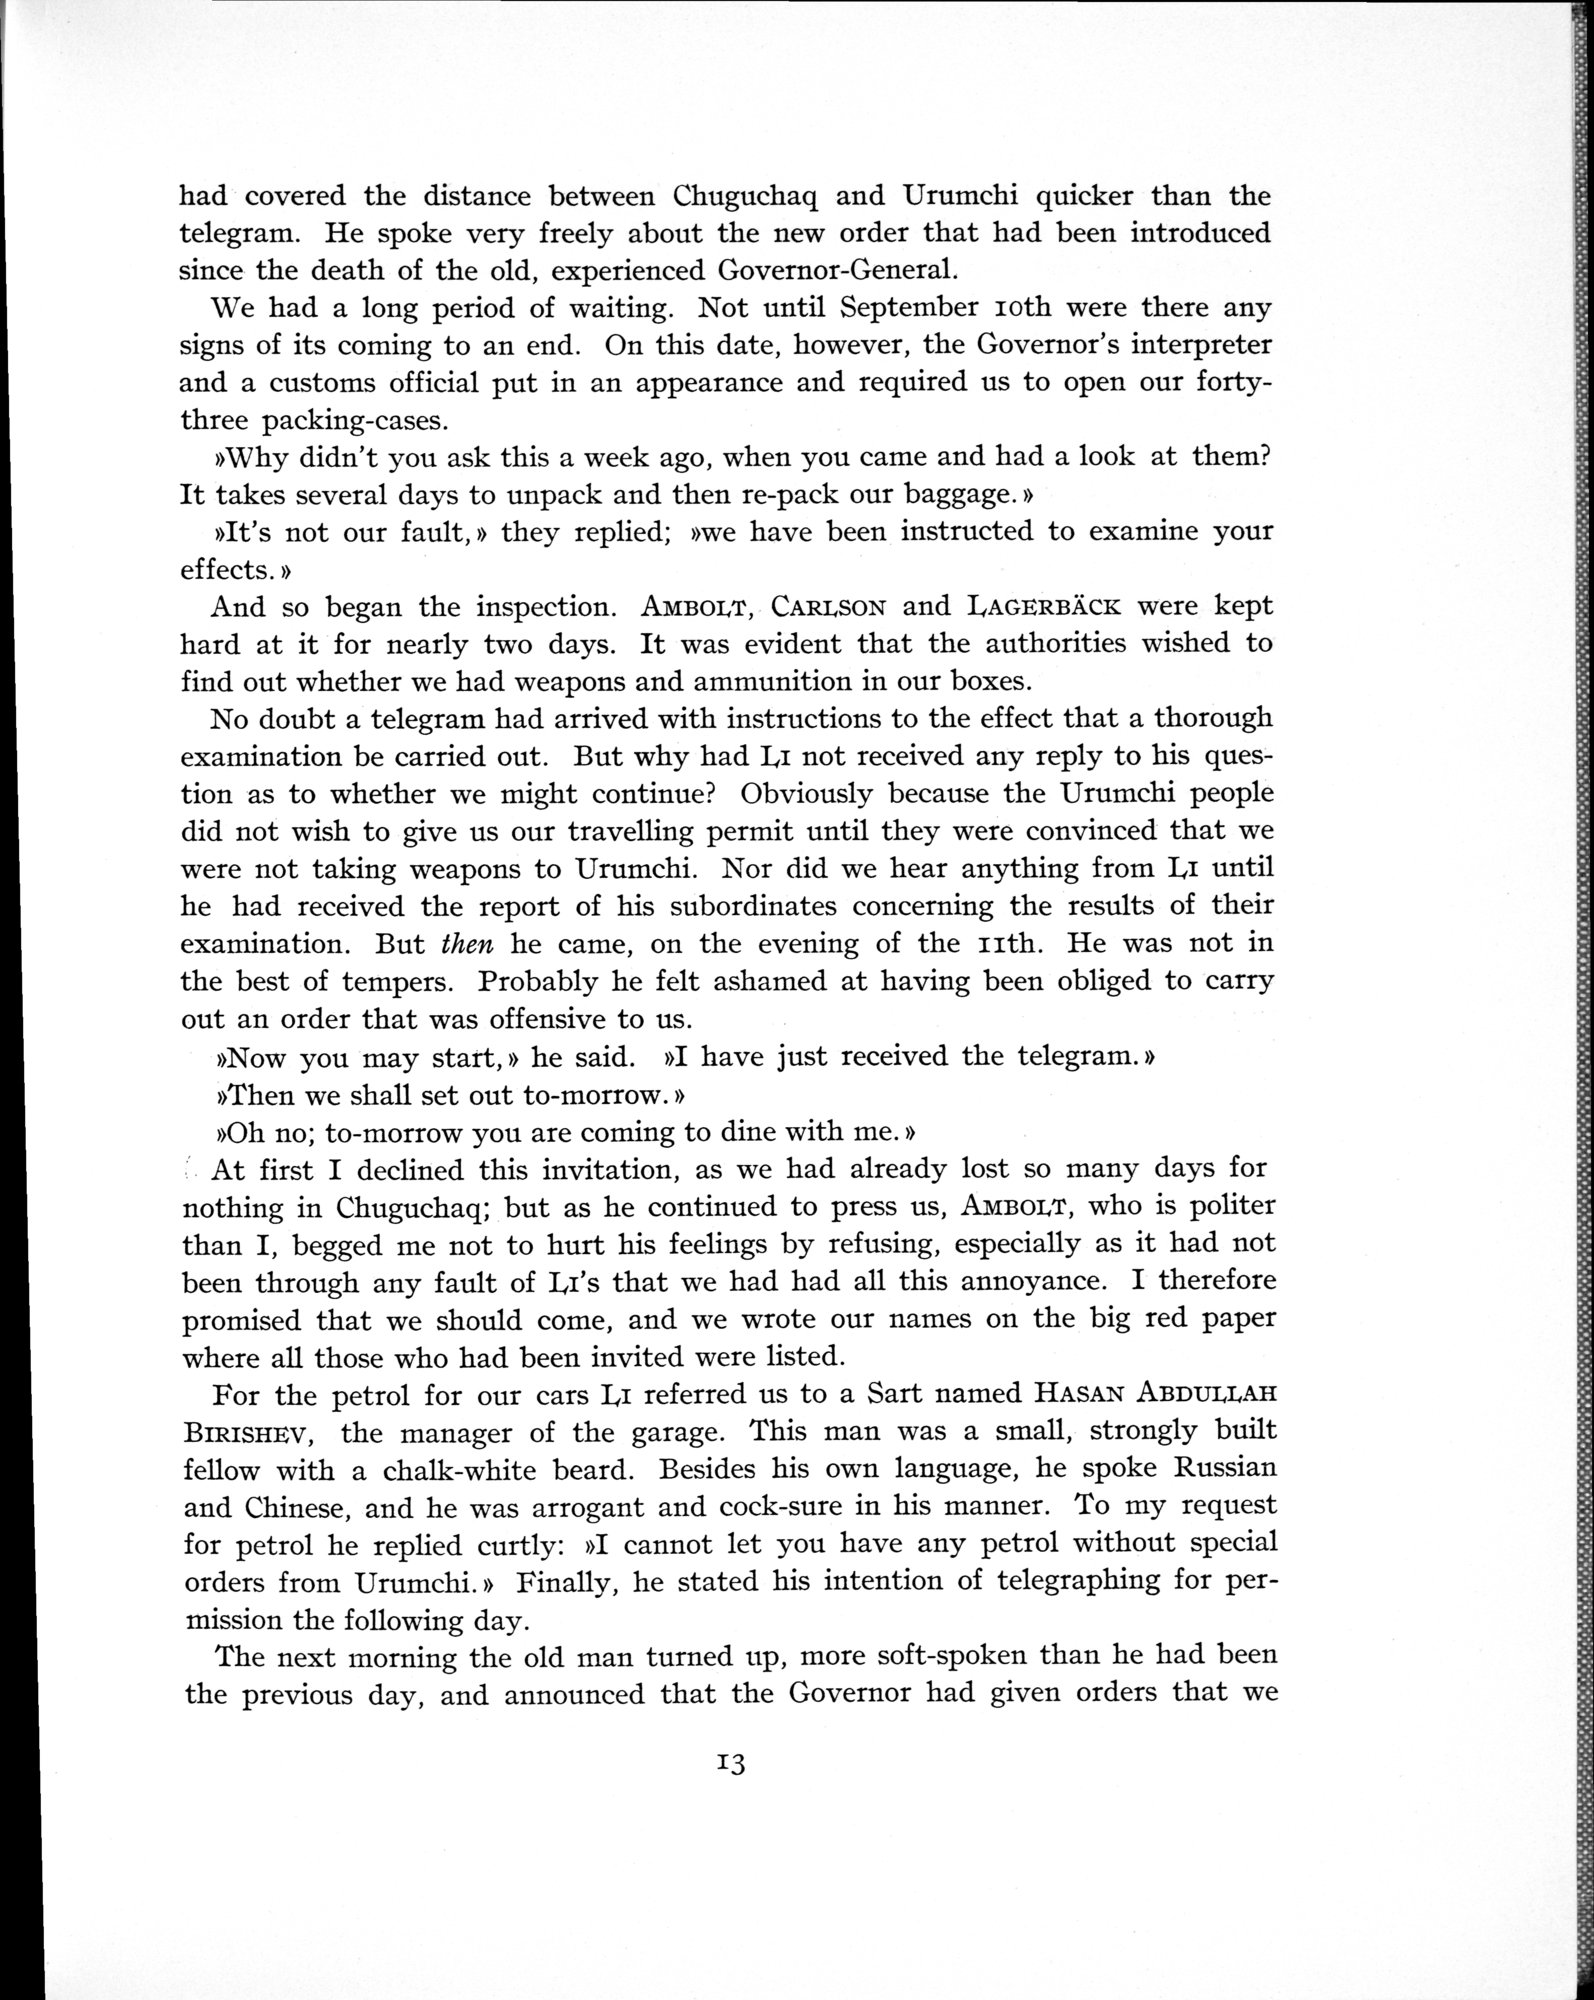 had covered the distance between Chuguchaq and Urumchi quicker than the
telegram. He spoke very freely about the new order that had been introduced
since the death of the old, experienced Governor-General.
We had a long period of waiting. Not until September 10th were there any
signs of its coming to an end. On this date, however, the Governor's interpreter
and a customs official put in an appearance and required us to open our forty-
three packing-cases.
»Why didn't you ask this a week ago, when you came and had a look at them?
It takes several days to unpack and then re-pack our baggage.»
»It's not our fault,» they replied; »we have been instructed to examine your
effects.»
And so began the inspection. AMBOLT, CARLSON and LAGERBÄCK were kept
hard at it for nearly two days. It was evident that the authorities wished to
find out whether we had weapons and ammunition in our boxes.
No doubt a telegram had arrived with instructions to the effect that a thorough
examination be carried out. But why had LI not received any reply to his ques-
tion as to whether we might continue? Obviously because the Urumchi people
did not wish to give us our travelling permit until they were convinced that we
were not taking weapons to Urumchi. Nor did we hear anything from LI until
he had received the report of his subordinates concerning the results of their
examination. But then he came, on the evening of the 11th. He was not in
the best of tempers. Probably he felt ashamed at having been obliged to carry
out an order that was offensive to us.
»Now you may start,» he said. »I have just received the telegram.»
»Then we shall set out to-morrow.»
»Oh no; to-morrow you are coming to dine with me.»
At first I declined this invitation, as we had already lost so many days for
nothing in Chuguchaq; but as he continued to press us, AMBOLT, who is politer
than I, begged me not to hurt his feelings by refusing, especially as it had not
been through any fault of LI's that we had had all this annoyance. I therefore
promised that we should come, and we wrote our names on the big red paper
where all those who had been invited were listed.
For the petrol for our cars LI referred us to a Sart named HASAN ABDULLAH
BIRISHEV, the manager of the garage. This man was a small, strongly built
fellow with a chalk-white beard. Besides his own language, he spoke Russian
and Chinese, and he was arrogant and cock-sure in his manner. To my request
for petrol he replied curtly: »I cannot let you have any petrol without special
orders from Urumchi.» Finally, he stated his intention of telegraphing for per-
mission the following day.
The next morning the old man turned up, more soft-spoken than he had been
the previous day, and announced that the Governor had given orders that we
13